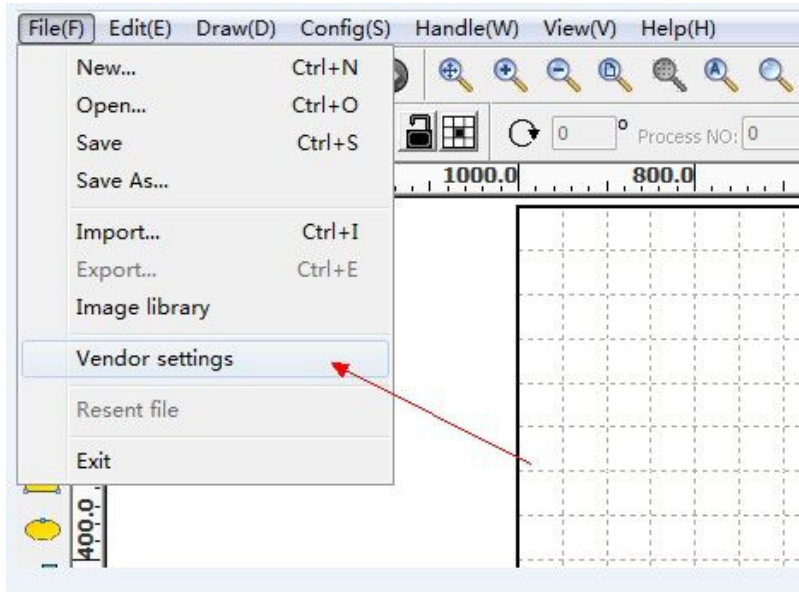 File(F) Edit(E) Draw(D) Config(S) Handle(W) View(V) Help(H)
New... Ctrl+N
Open... Ctrl+O
Save Ctrl+S
Save As...
Import... Ctrl+I
Export... Ctrl+E
Image library
Vendor settings
Resent file
Exit
0 ° Process NO: 0
1000.0 800.0
400.0